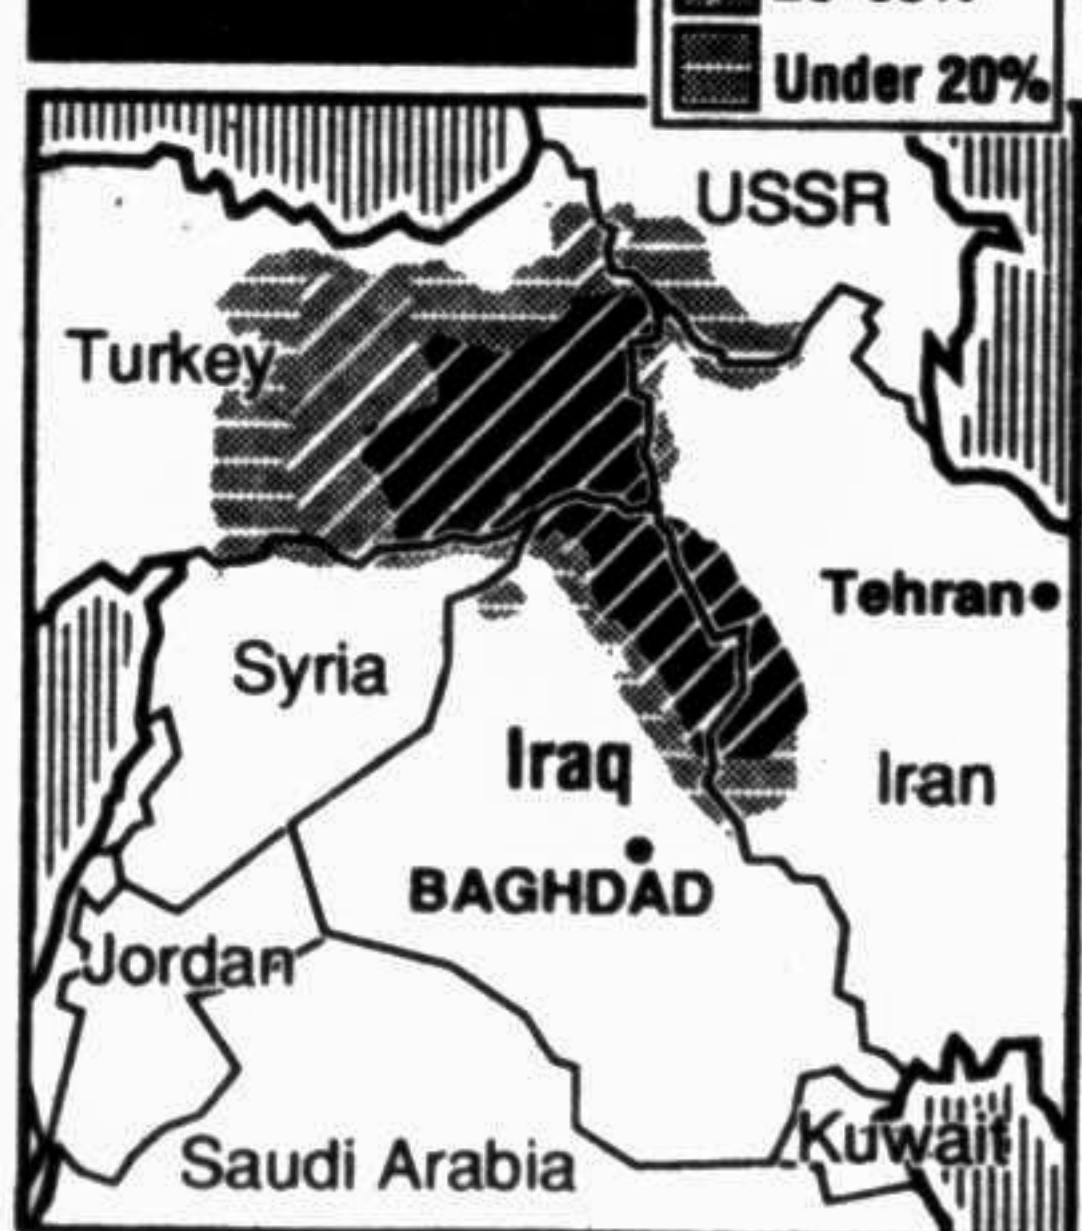 Under 20%
USSR
Turkey
Tehran
Syria
Iraq
Iran
BAGHDAD
Jordan
Kuwait
Saudi Arabia